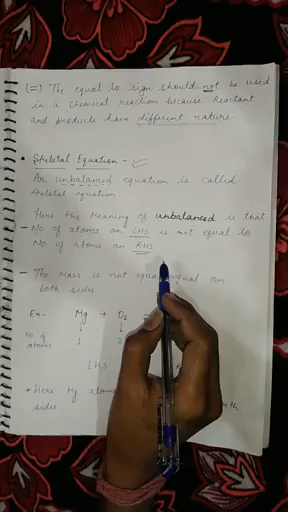 (=) The equal to sign should not be used
in a chemical reaction because Reactant
and products have different nature.
• Skeletal Equation -
An unbalanced equation is called
skeletal equation
Here the Meaning of unbalanced is that
- No of atoms on LHS is not equal to
No of atoms on RHS.
- The Mass is not equal on
both sides
Ex- Mg + O2
No of
atoms 1 2
LHS
* Here Mg atoms
sides